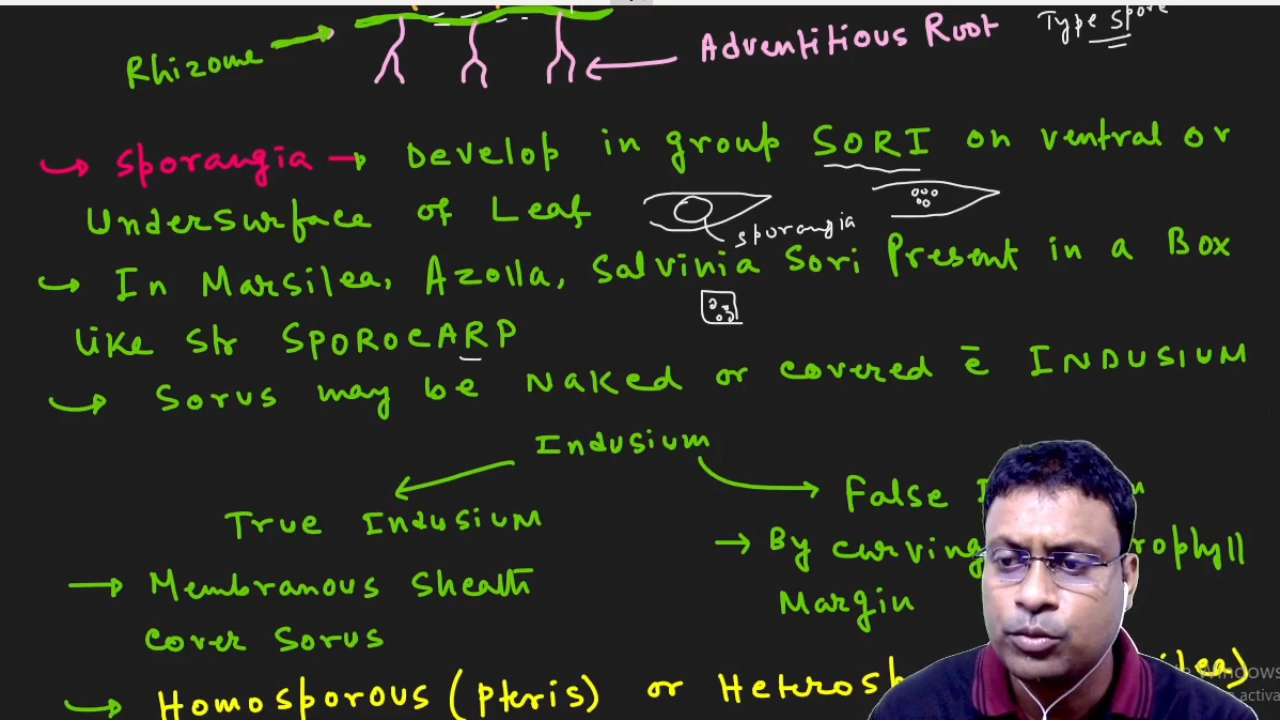 Type spore
Adventitious Root
Rhizome
Sporangia → Develop in group SORI on ventral or
Undersurface of Leaf
sporangia
In Marsilea, Azolla, Salvinia Sori Present in a Box
like Str SPOROCARP
Sorus may be Naked or covered c̄ INDUSIUM
Indusium
True Indusium
False
→ By curving
Margin
→ Membranous Sheath
cover Sorus
Homosporous (Pteris) or